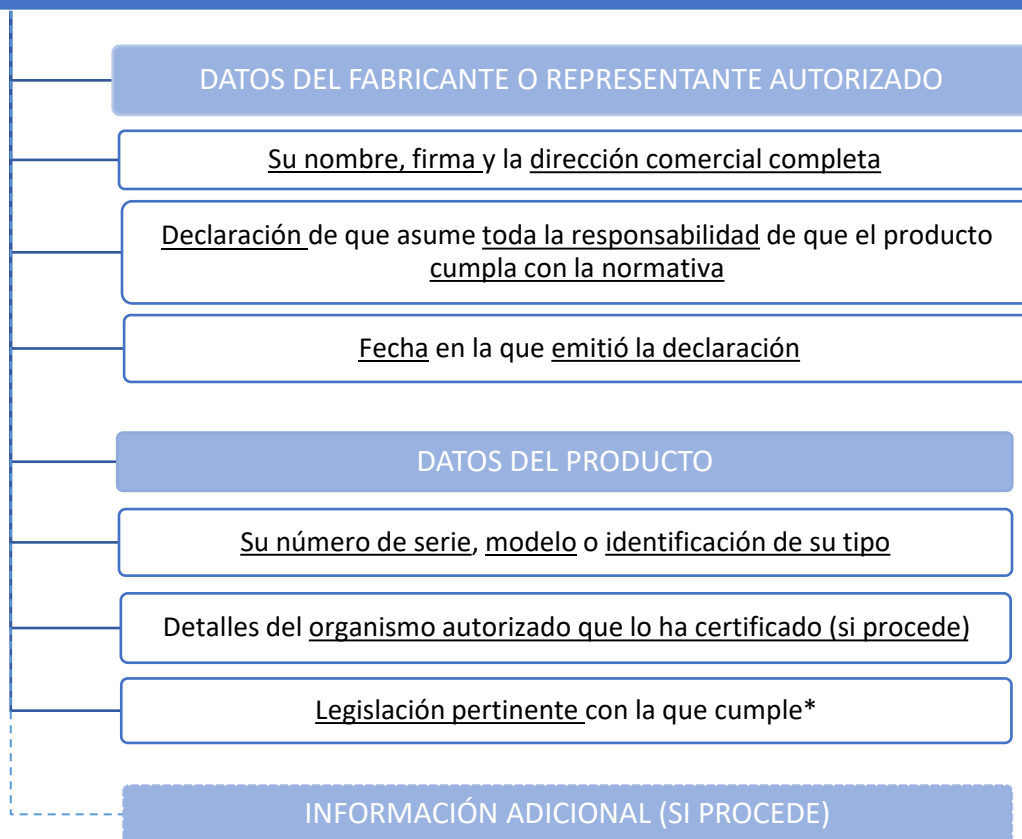 DATOS DEL FABRICANTE O REPRESENTANTE AUTORIZADO
Su nombre, firma y la dirección comercial completa
Declaración de que asume toda la responsabilidad de que el producto
cumpla con la normativa
Fecha en la que emitió la declaración
DATOS DEL PRODUCTO
Su número de serie, modelo o identificación de su tipo
Detalles del organismo autorizado que lo ha certificado (si procede)
Legislación pertinente con la que cumple*
INFORMACIÓN ADICIONAL (SI PROCEDE)